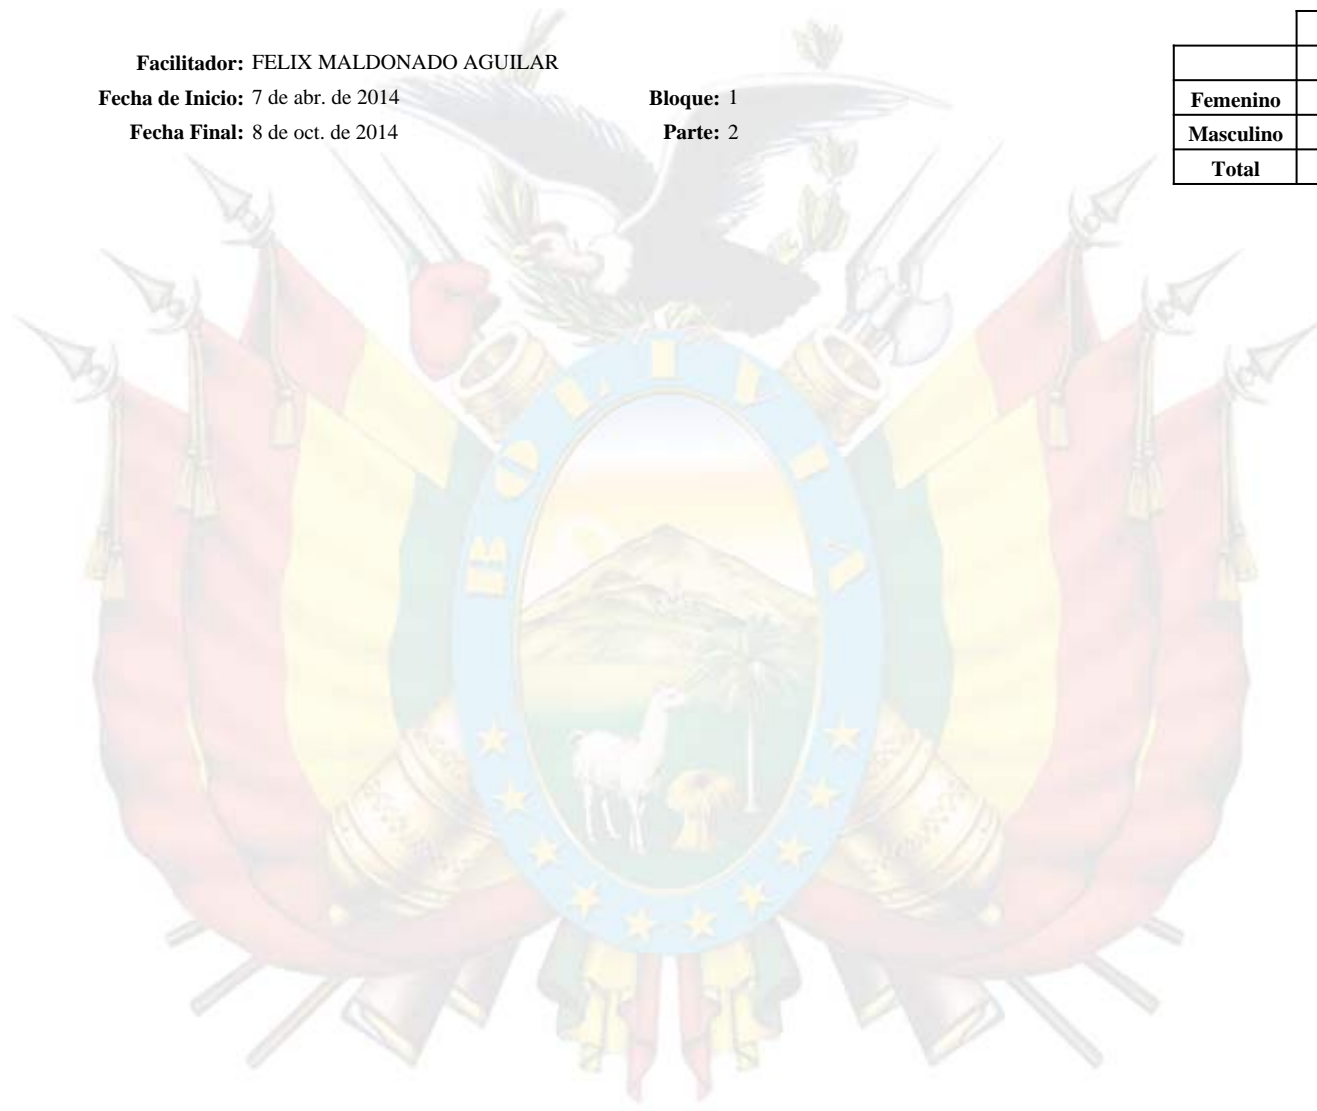 Facilitador: FELIX MALDONADO AGUILAR
Fecha de Inicio: 7 de abr. de 2014 Bloque: 1
Fecha Final: 8 de oct. de 2014 Parte: 2
Femenino
Masculino
Total
BOLIVIA